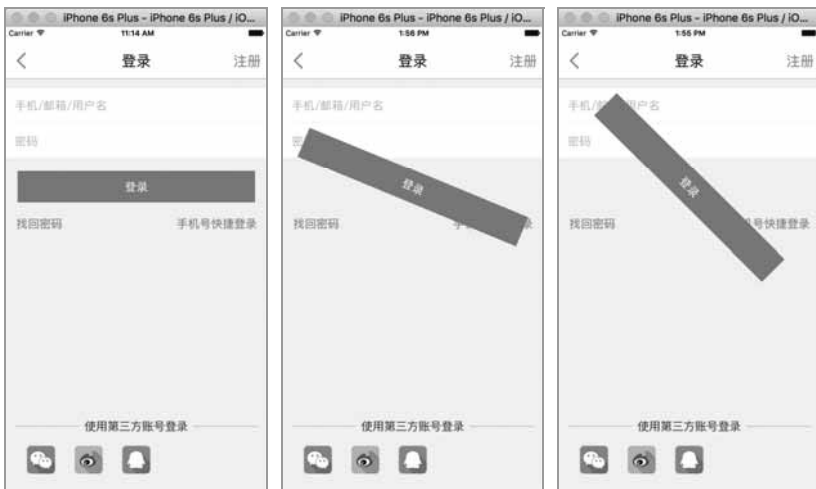 iPhone 6s Plus – iPhone 6s Plus / iO...
Carrier 11:14 AM
登录 注册
手机/邮箱/用户名
密码
登录
找回密码 手机号快捷登录
使用第三方账号登录
iPhone 6s Plus – iPhone 6s Plus / iO...
Carrier 1:56 PM
登录 注册
手机/邮箱/用户名
登录
找回密码
使用第三方账号登录
iPhone 6s Plus – iPhone 6s Plus / iO...
Carrier 1:55 PM
登录 注册
手机/ 用户名
密码
登录
找回密码 号快捷登录
使用第三方账号登录